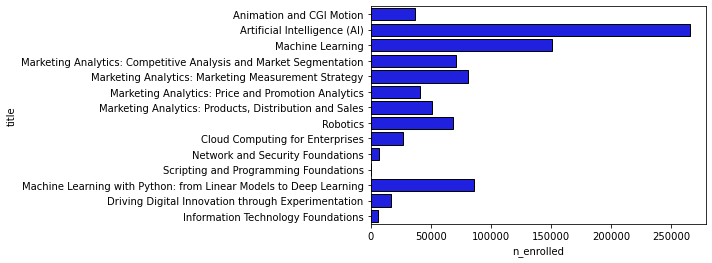 Animation and CGI Motion
Artificial Intelligence (AI)
Machine Learning
Marketing Analytics: Competitive Analysis and Market Segmentation
Marketing Analytics: Marketing Measurement Strategy
Marketing Analytics: Price and Promotion Analytics
Marketing Analytics: Products, Distribution and Sales
Robotics
Cloud Computing for Enterprises
Network and Security Foundations
Scripting and Programming Foundations
Machine Learning with Python: from Linear Models to Deep Learning
Driving Digital Innovation through Experimentation
Information Technology Foundations
title
0 50000 100000 150000 200000 250000
n_enrolled